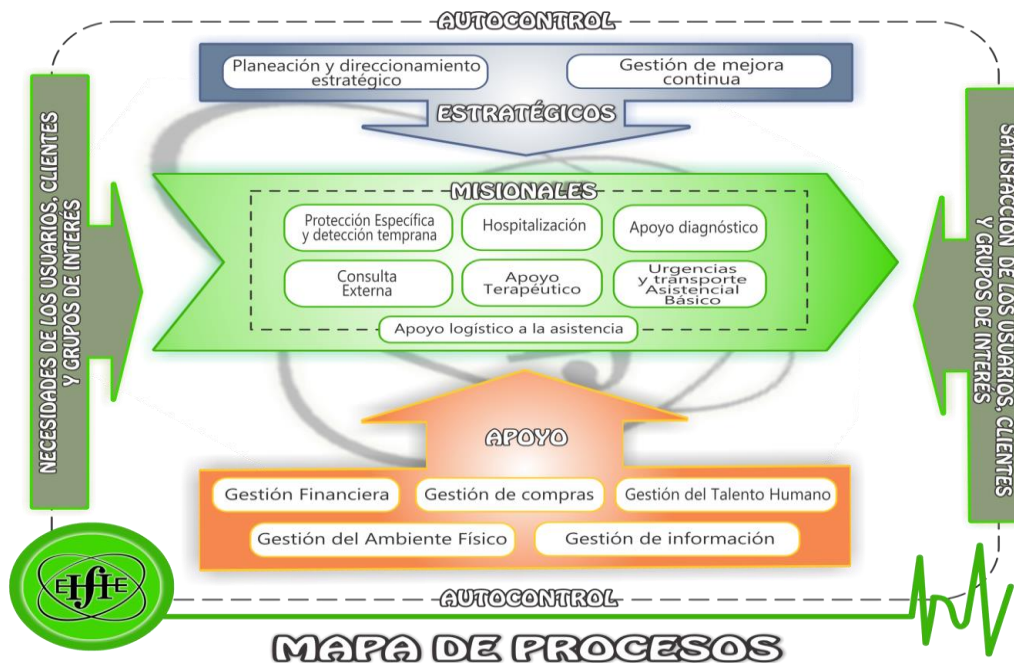 AUTOCONTROL
Planeación y direccionamiento
estratégico
Gestión de mejora
continua
ESTRATÉGICOS
NECESIDADES DE LOS USUARIOS, CLIENTES
Y GRUPOS DE INTERÉS
MISIONALES
Protección Específica
y detección temprana
Hospitalización
Apoyo diagnóstico
Consulta
Externa
Apoyo
Terapéutico
Urgencias
y transporte
Asistencial
Básico
Apoyo logístico a la asistencia
SATISFACCIÓN DE LOS USUARIOS, CLIENTES
Y GRUPOS DE INTERÉS
APOYO
Gestión Financiera
Gestión de compras
Gestión del Talento Humano
Gestión del Ambiente Físico
Gestión de información
AUTOCONTROL
MAPA DE PROCESOS